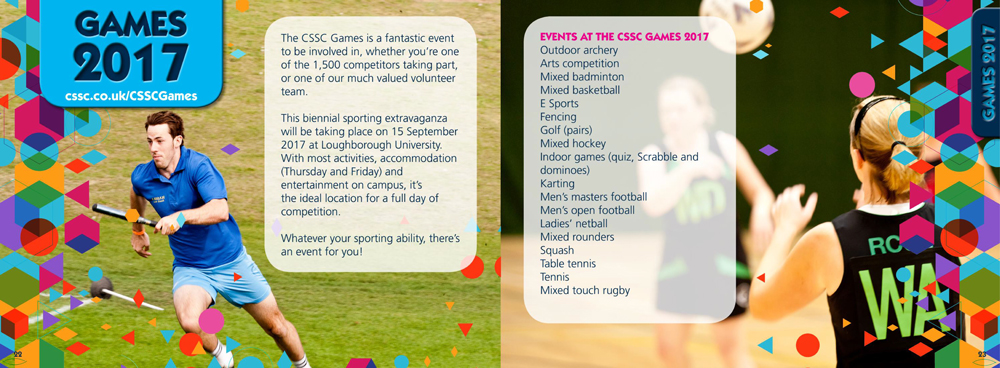 GAMES
2017
cssc.co.uk/CSSCGames
The CSSC Games is a fantastic event
to be involved in, whether you're one
of the 1,500 competitors taking part,
or one of our much valued volunteer
team.
This biennial sporting extravaganza
will be taking place on 15 September
2017 at Loughborough University.
With most activities, accommodation
(Thursday and Friday) and
entertainment on campus, it's
the ideal location for a full day of
competition.
Whatever your sporting ability, there's
an event for you!
22
EVENTS AT THE CSSC GAMES 2017
Outdoor archery
Arts competition
Mixed badminton
Mixed basketball
E Sports
Fencing
Golf (pairs)
Mixed hockey
Indoor games (quiz, Scrabble and
dominoes)
Karting
Men's masters football
Men's open football
Ladies' netball
Mixed rounders
Squash
Table tennis
Tennis
Mixed touch rugby
GAMES 2017
WA
23